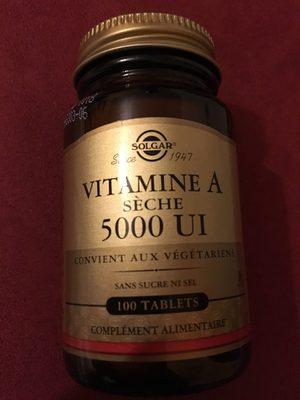 SOLGAR®
Since 1947
VITAMINE A
SÈCHE
5000 UI
CONVIENT AUX VÉGÉTARIENS
SANS SUCRE NI SEL
100 TABLETS
COMPLÉMENT ALIMENTAIRE